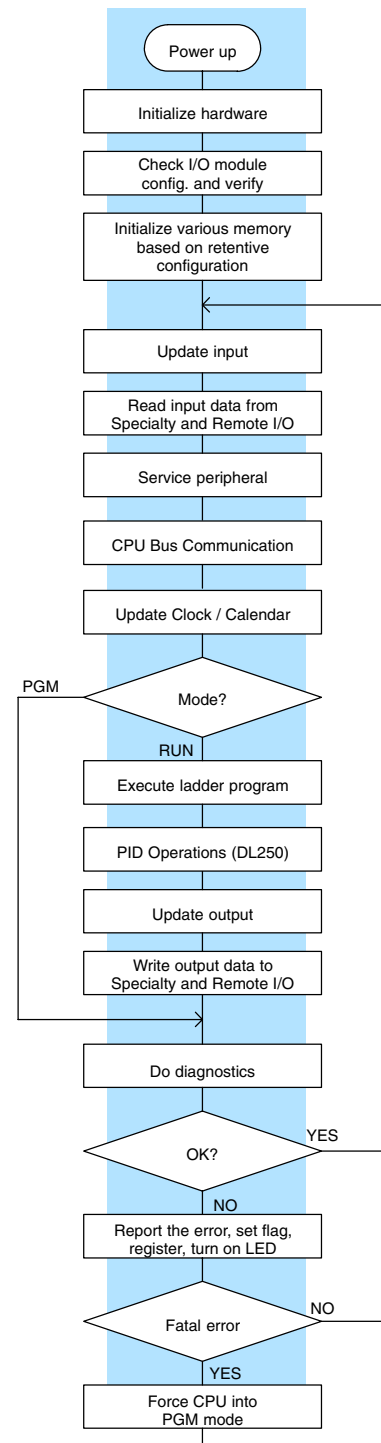 Power up
Initialize hardware
Check I/O module
config. and verify
Initialize various memory
based on retentive
configuration
Update input
Read input data from
Specialty and Remote I/O
Service peripheral
CPU Bus Communication
Update Clock / Calendar
PGM
Mode?
RUN
Execute ladder program
PID Operations (DL250)
Update output
Write output data to
Specialty and Remote I/O
Do diagnostics
YES
OK?
NO
Report the error, set flag,
register, turn on LED
NO
Fatal error
YES
Force CPU into
PGM mode